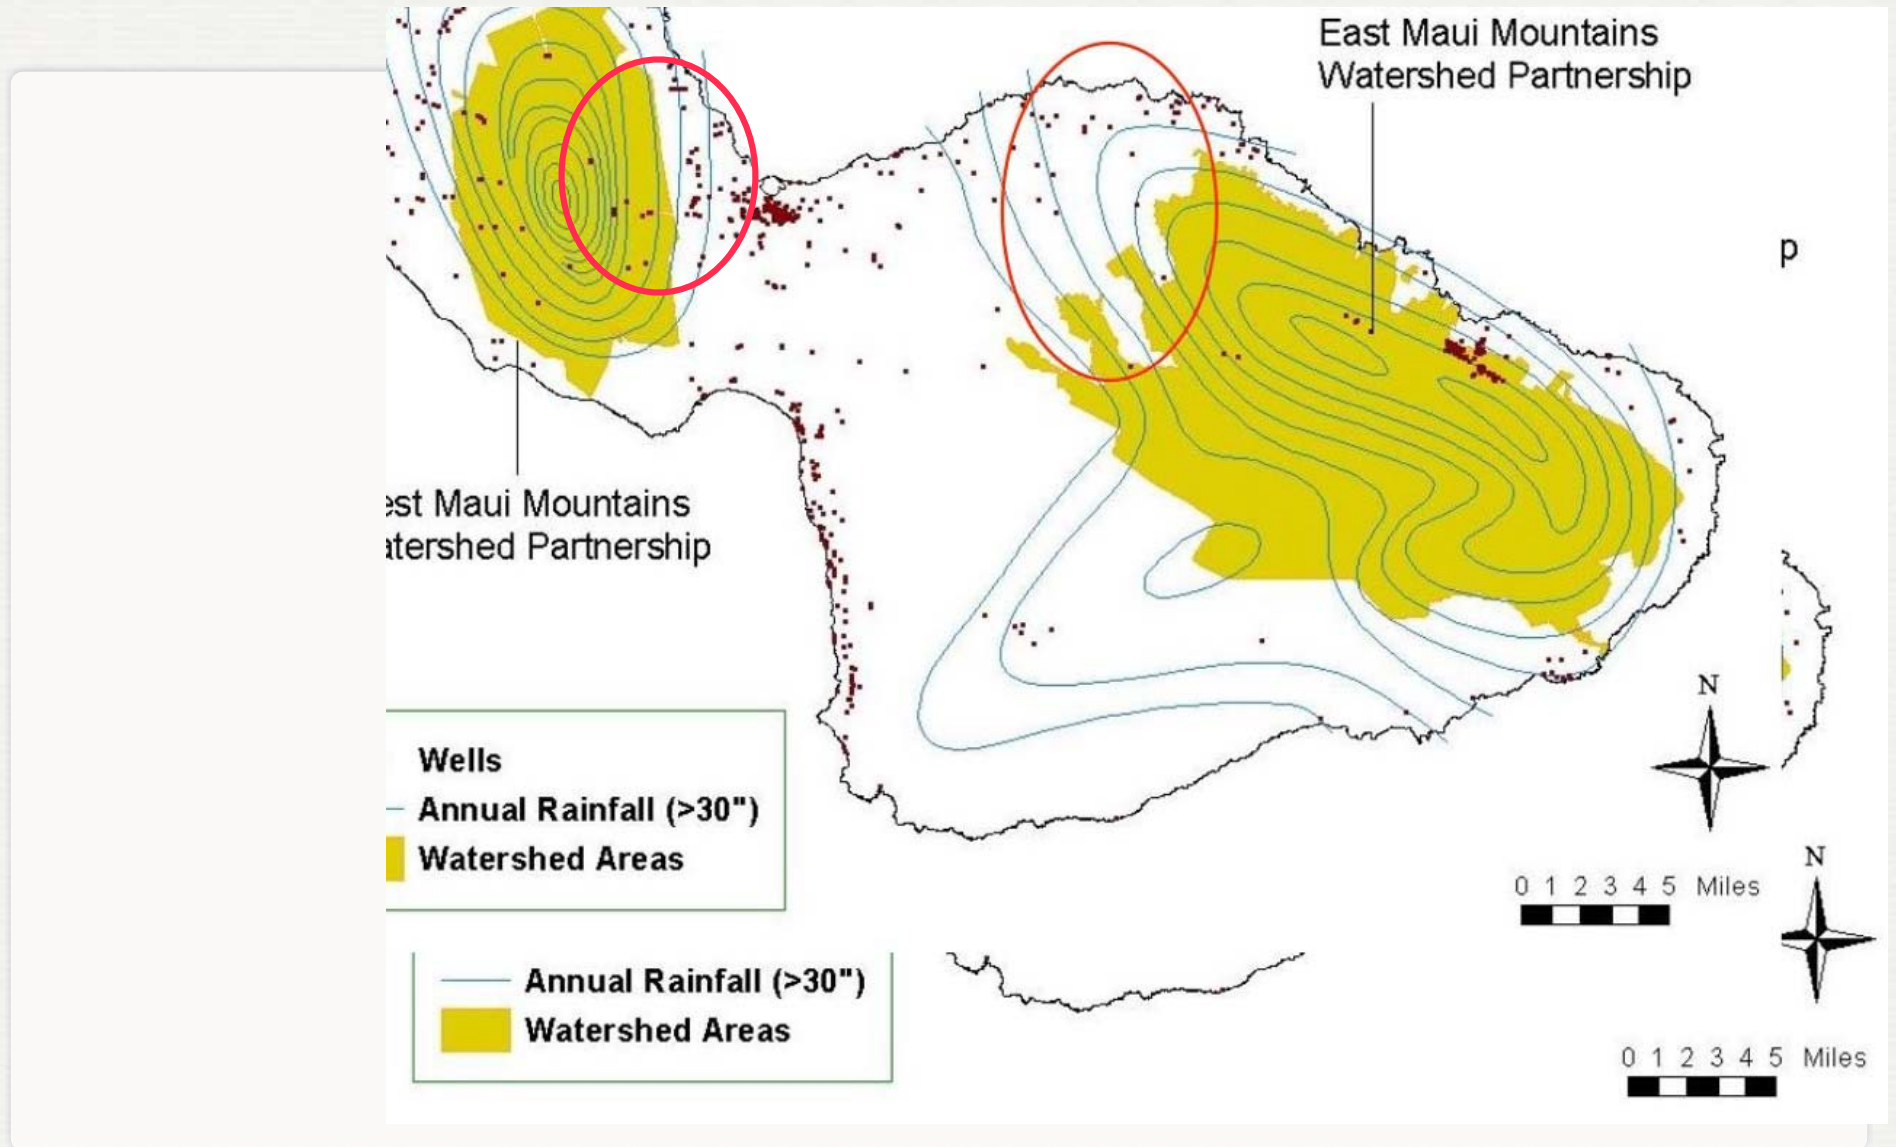 East Maui Mountains
Watershed Partnership
p
est Maui Mountains
atershed Partnership
N
Wells
Annual Rainfall (>30")
Watershed Areas
N
0 1 2 3 4 5 Miles
Annual Rainfall (>30")
Watershed Areas
0 1 2 3 4 5 Miles